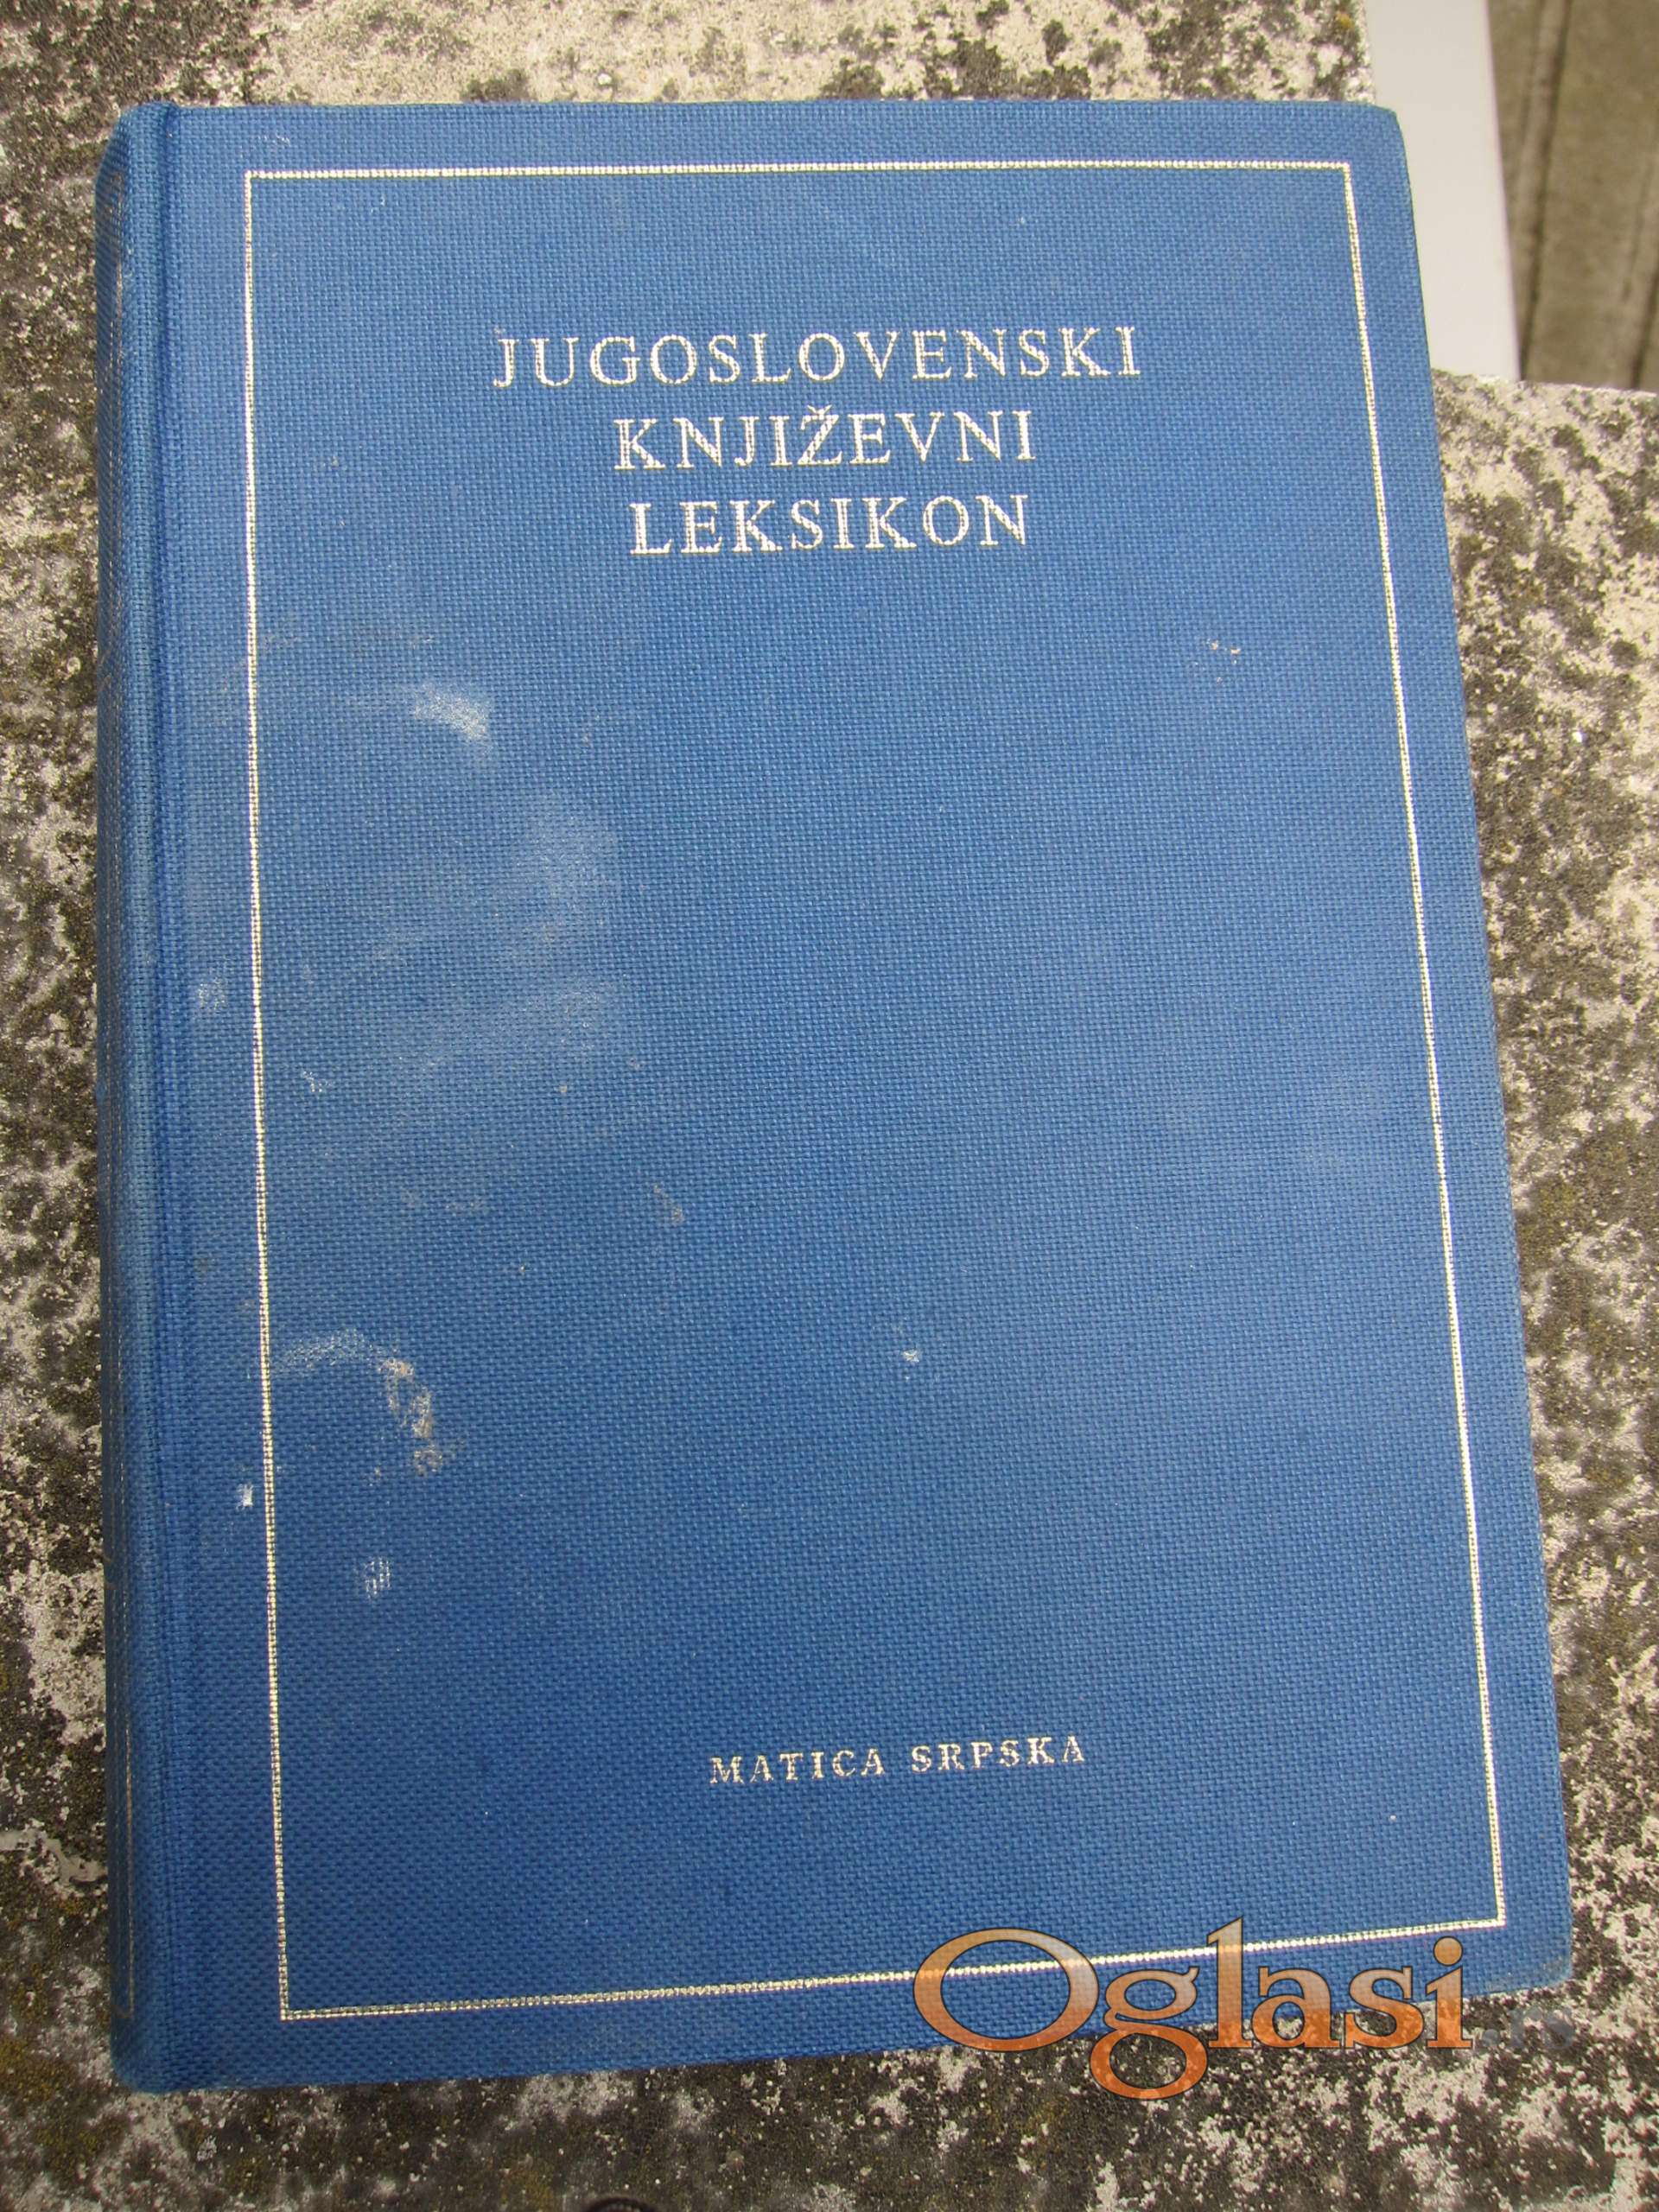 JUGOSLOVENSKI
KNJIŽEVNI
LEKSIKON
MATICA SRPSKA
Oglasi